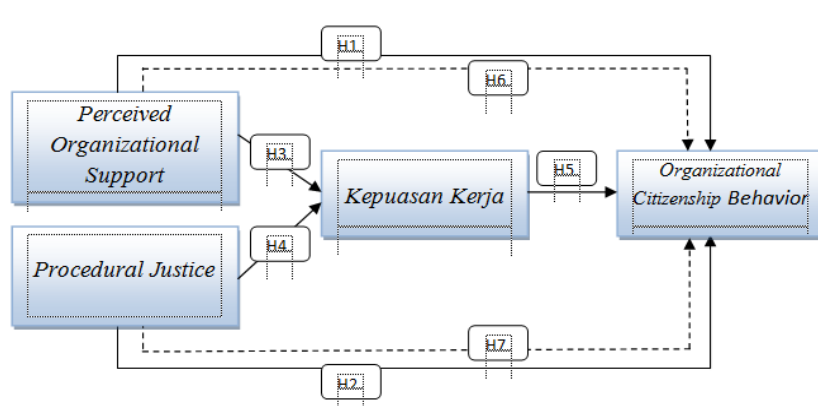 H1
H6
Perceived
Organizational
Support
H3
Kepuasan Kerja
H5
Organizational
Citizenship Behavior
H4
Procedural Justice
H7
H2